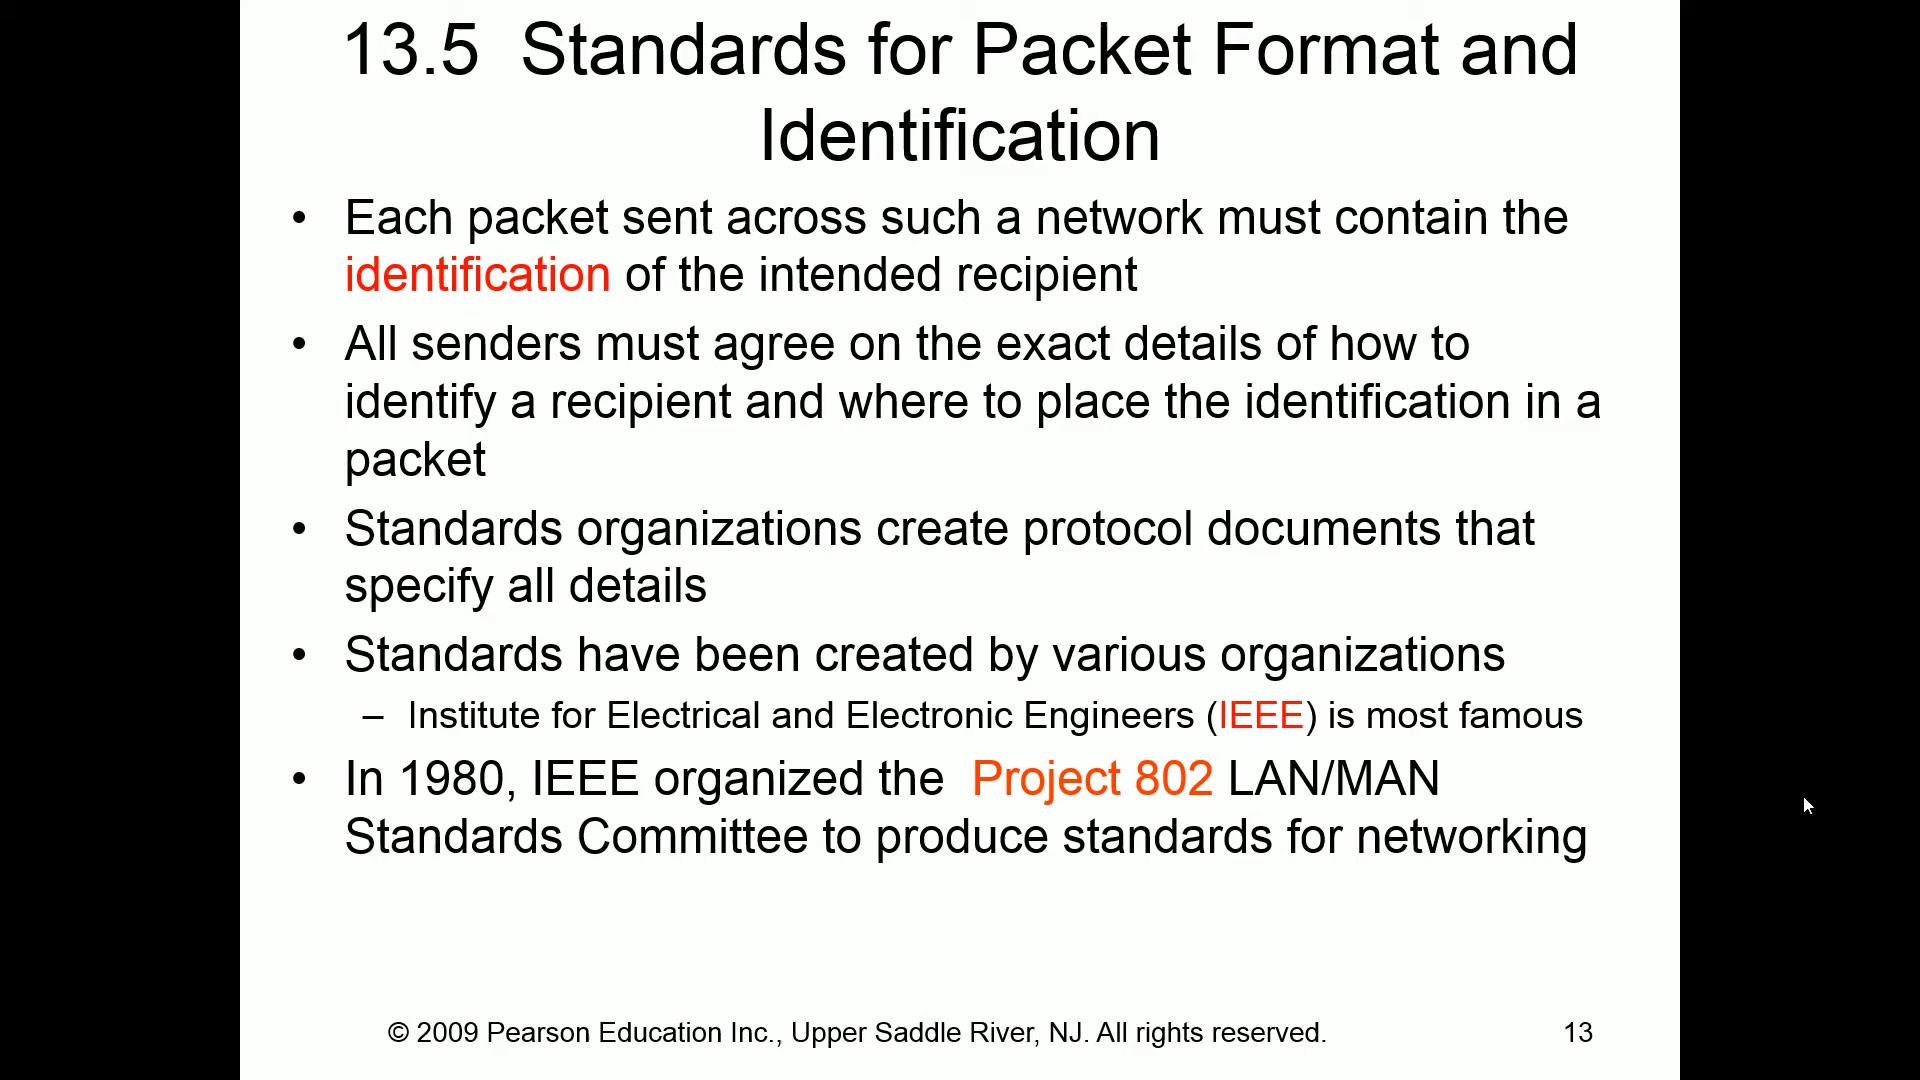 13.5  Standards for Packet Format and
Identification
• Each packet sent across such a network must contain the
identification of the intended recipient
• All senders must agree on the exact details of how to
identify a recipient and where to place the identification in a
packet
• Standards organizations create protocol documents that
specify all details
• Standards have been created by various organizations
– Institute for Electrical and Electronic Engineers (IEEE) is most famous
• In 1980, IEEE organized the  Project 802 LAN/MAN
Standards Committee to produce standards for networking
© 2009 Pearson Education Inc., Upper Saddle River, NJ. All rights reserved.
13